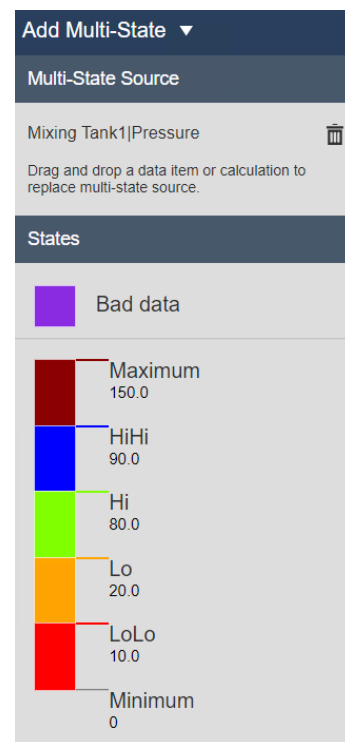 Add Multi-State ▼
Multi-State Source
Mixing Tank1|Pressure
Drag and drop a data item or calculation to
replace multi-state source.
States
Bad data
Maximum
150.0
HiHi
90.0
Hi
80.0
Lo
20.0
LoLo
10.0
Minimum
0